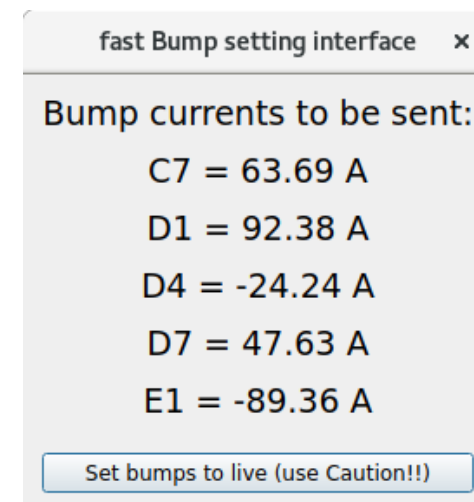 fast Bump setting interface ×
Bump currents to be sent:
C7 = 63.69 A
D1 = 92.38 A
D4 = -24.24 A
D7 = 47.63 A
E1 = -89.36 A
Set bumps to live (use Caution!!)